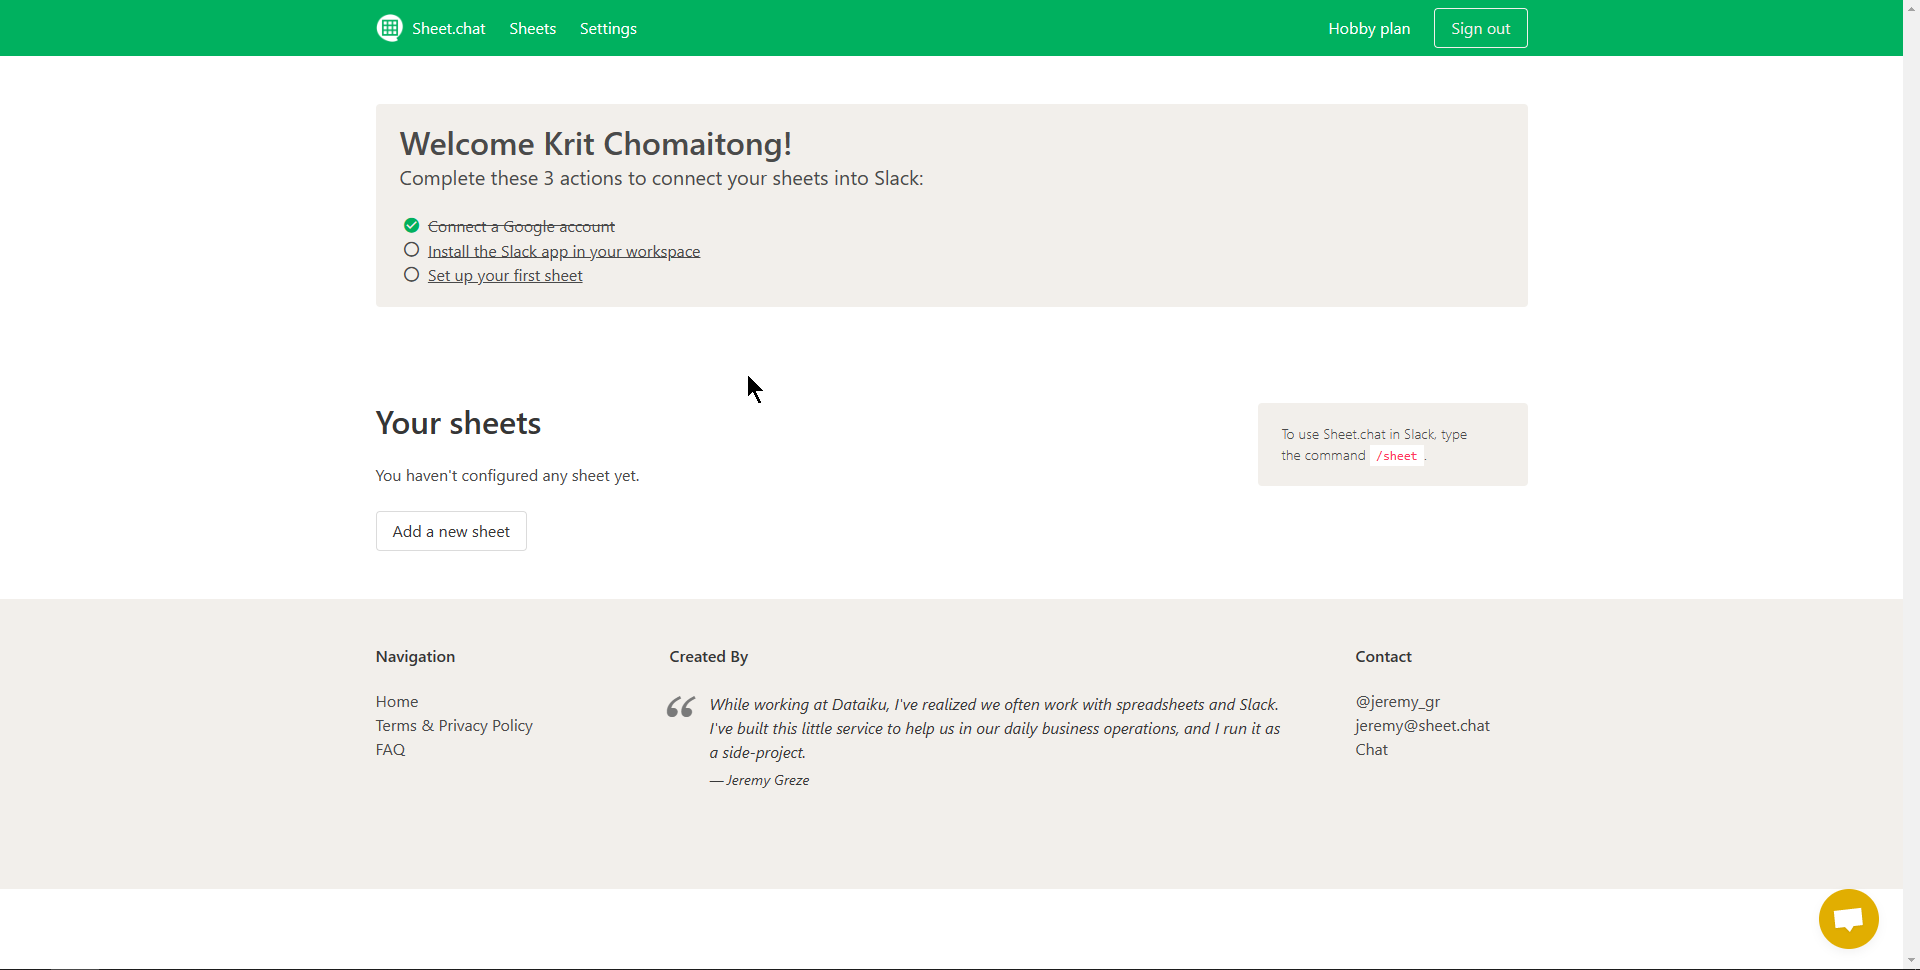 Sheet.chat Sheets Settings Hobby plan Sign out
Welcome Krit Chomaitong!
Complete these 3 actions to connect your sheets into Slack:
Connect a Google account
Install the Slack app in your workspace
Set up your first sheet
Your sheets
You haven't configured any sheet yet.
Add a new sheet
To use Sheet.chat in Slack, type
the command /sheet .
Navigation
Home
Terms & Privacy Policy
FAQ
Created By
While working at Dataiku, I've realized we often work with spreadsheets and Slack.
I've built this little service to help us in our daily business operations, and I run it as
a side-project.
— Jeremy Greze
Contact
@jeremy_gr
jeremy@sheet.chat
Chat